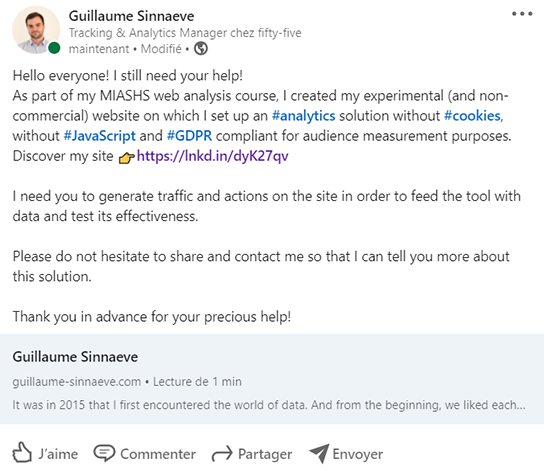 Guillaume Sinnaeve
Tracking & Analytics Manager chez fifty-five
maintenant • Modifié •
Hello everyone! I still need your help!
As part of my MIASHS web analysis course, I created my experimental (and non-
commercial) website on which I set up an #analytics solution without #cookies,
without #JavaScript and #GDPR compliant for audience measurement purposes.
Discover my site 👉https://lnkd.in/dyK27qv
I need you to generate traffic and actions on the site in order to feed the tool with
data and test its effectiveness.
Please do not hesitate to share and contact me so that I can tell you more about
this solution.
Thank you in advance for your precious help!
Guillaume Sinnaeve
guillaume-sinnaeve.com • Lecture de 1 min
It was in 2015 that I first encountered the world of data. And from the beginning, we liked each...
J'aime Commenter Partager Envoyer